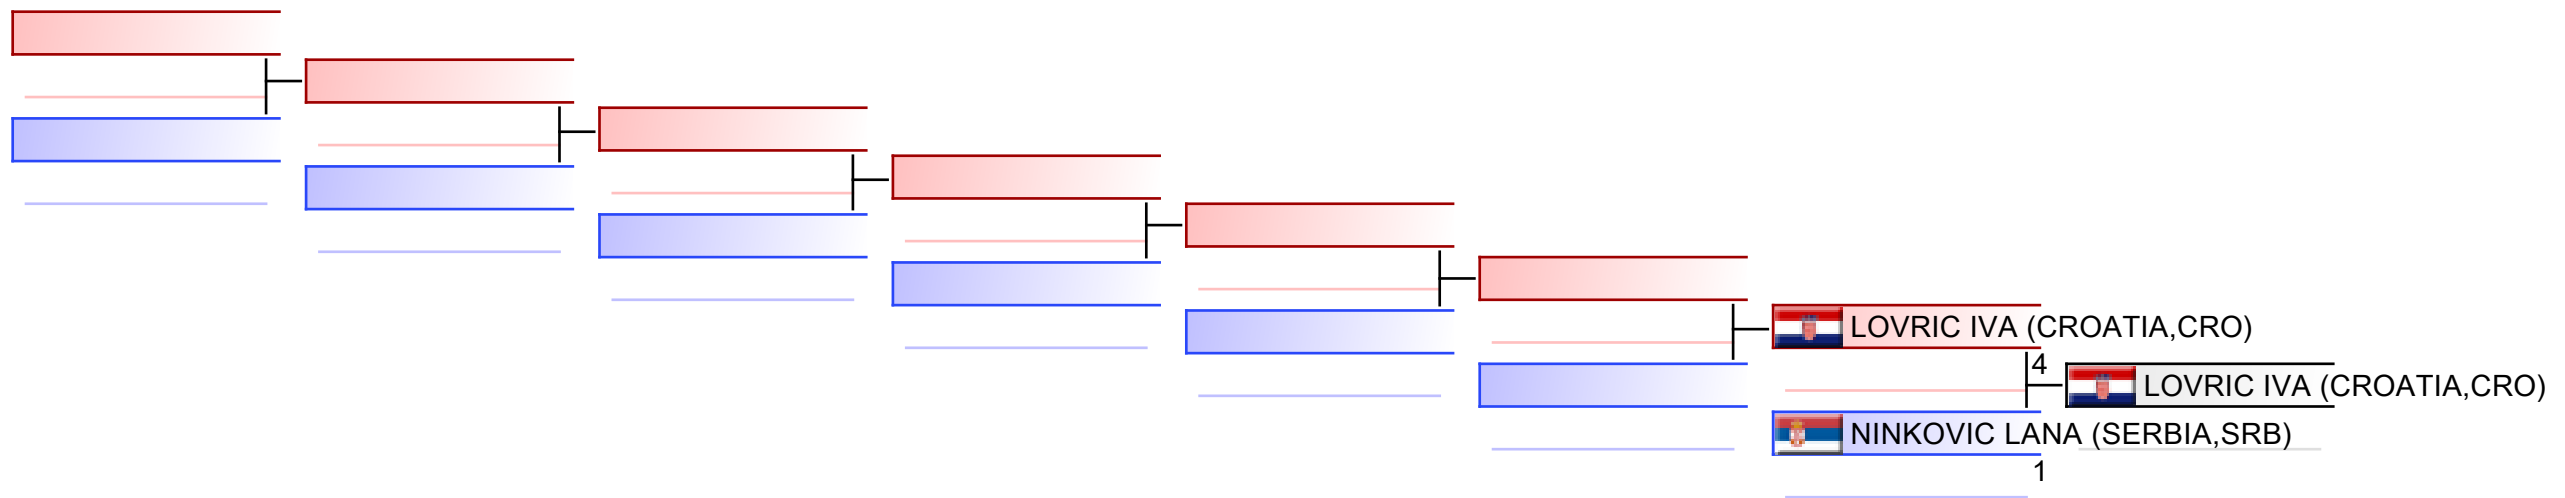 LOVRIC IVA (CROATIA,CRO)
4
LOVRIC IVA (CROATIA,CRO)
NINKOVIC LANA (SERBIA,SRB)
1